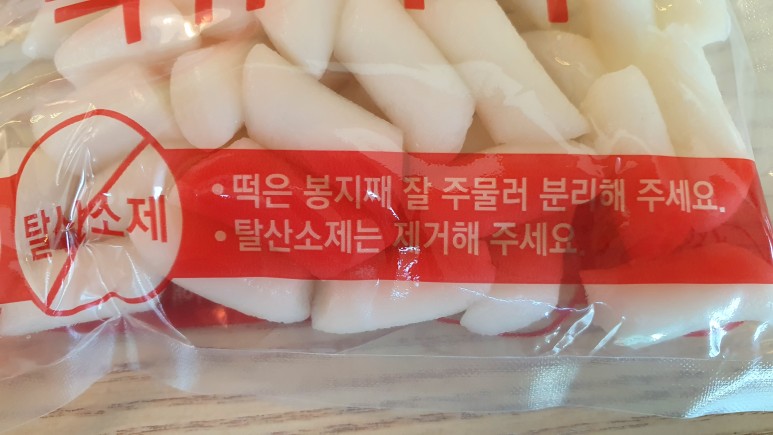 탈산소제
• 떡은 봉지째 잘 주물러 분리해 주세요.
• 탈산소제는 제거해 주세요.